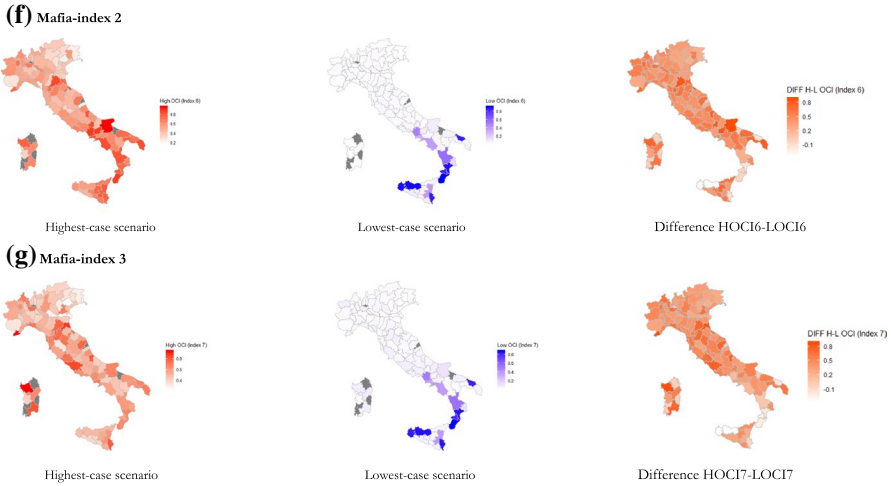 (f) Mafia-index 2
High OCI (Index 6)
0.8
0.6
0.4
0.2
Low OCI (Index 6)
0.8
0.6
0.4
0.2
DIFF H-L OCI (Index 6)
0.8
0.5
0.2
-0.1
Highest-case scenario
Lowest-case scenario
Difference HOCI6-LOCI6
(g) Mafia-index 3
High OCI (Index 7)
0.8
0.6
0.4
Low OCI (Index 7)
0.8
0.6
0.4
0.2
DIFF H-L OCI (Index 7)
0.8
0.5
0.2
-0.1
Highest-case scenario
Lowest-case scenario
Difference HOCI7-LOCI7